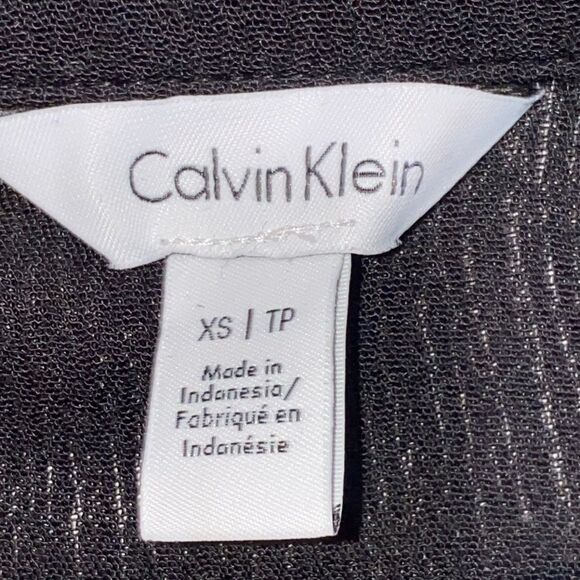 Calvin Klein
XS | TP
Made in
Indonesia/
Fabriqué en
Indonésie